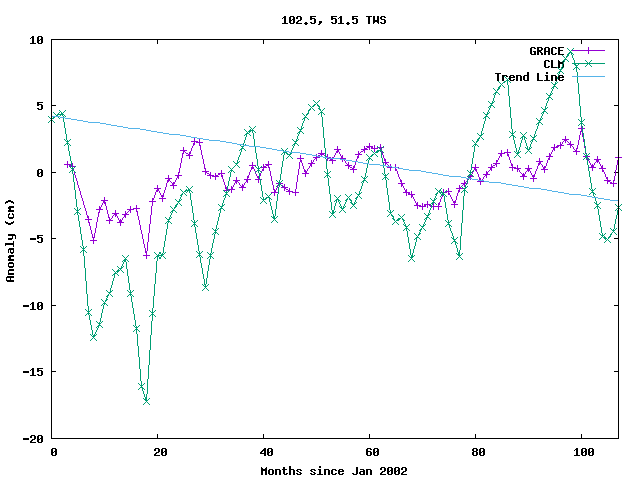 102.5, 51.5 TWS
GRACE
CLM
Trend Line
10
5
0
-5
-10
-15
-20
Anomaly (cm)
0 20 40 60 80 100
Months since Jan 2002